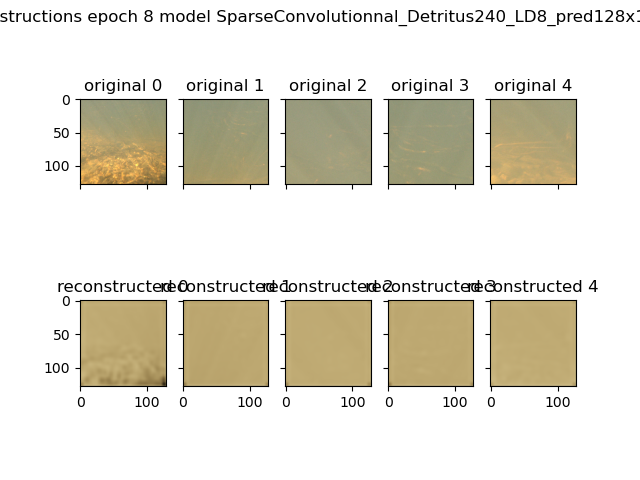 structions epoch 8 model SparseConvolutionnal_Detritus240_LD8_pred128x1
original 0 original 1 original 2 original 3 original 4
0
50
100
reconstructed 0 reconstructed 1 reconstructed 2 reconstructed 3 reconstructed 4
0
50
100
0 100 0 100 0 100 0 100 0 100